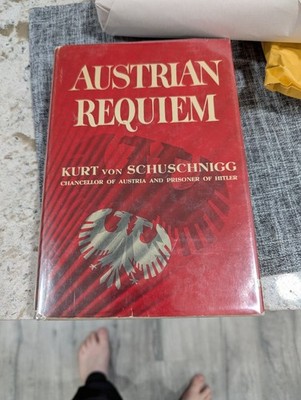 AUSTRIAN
REQUIEM
KURT VON SCHUSCHNIGG
CHANCELLOR OF AUSTRIA AND PRISONER OF HITLER